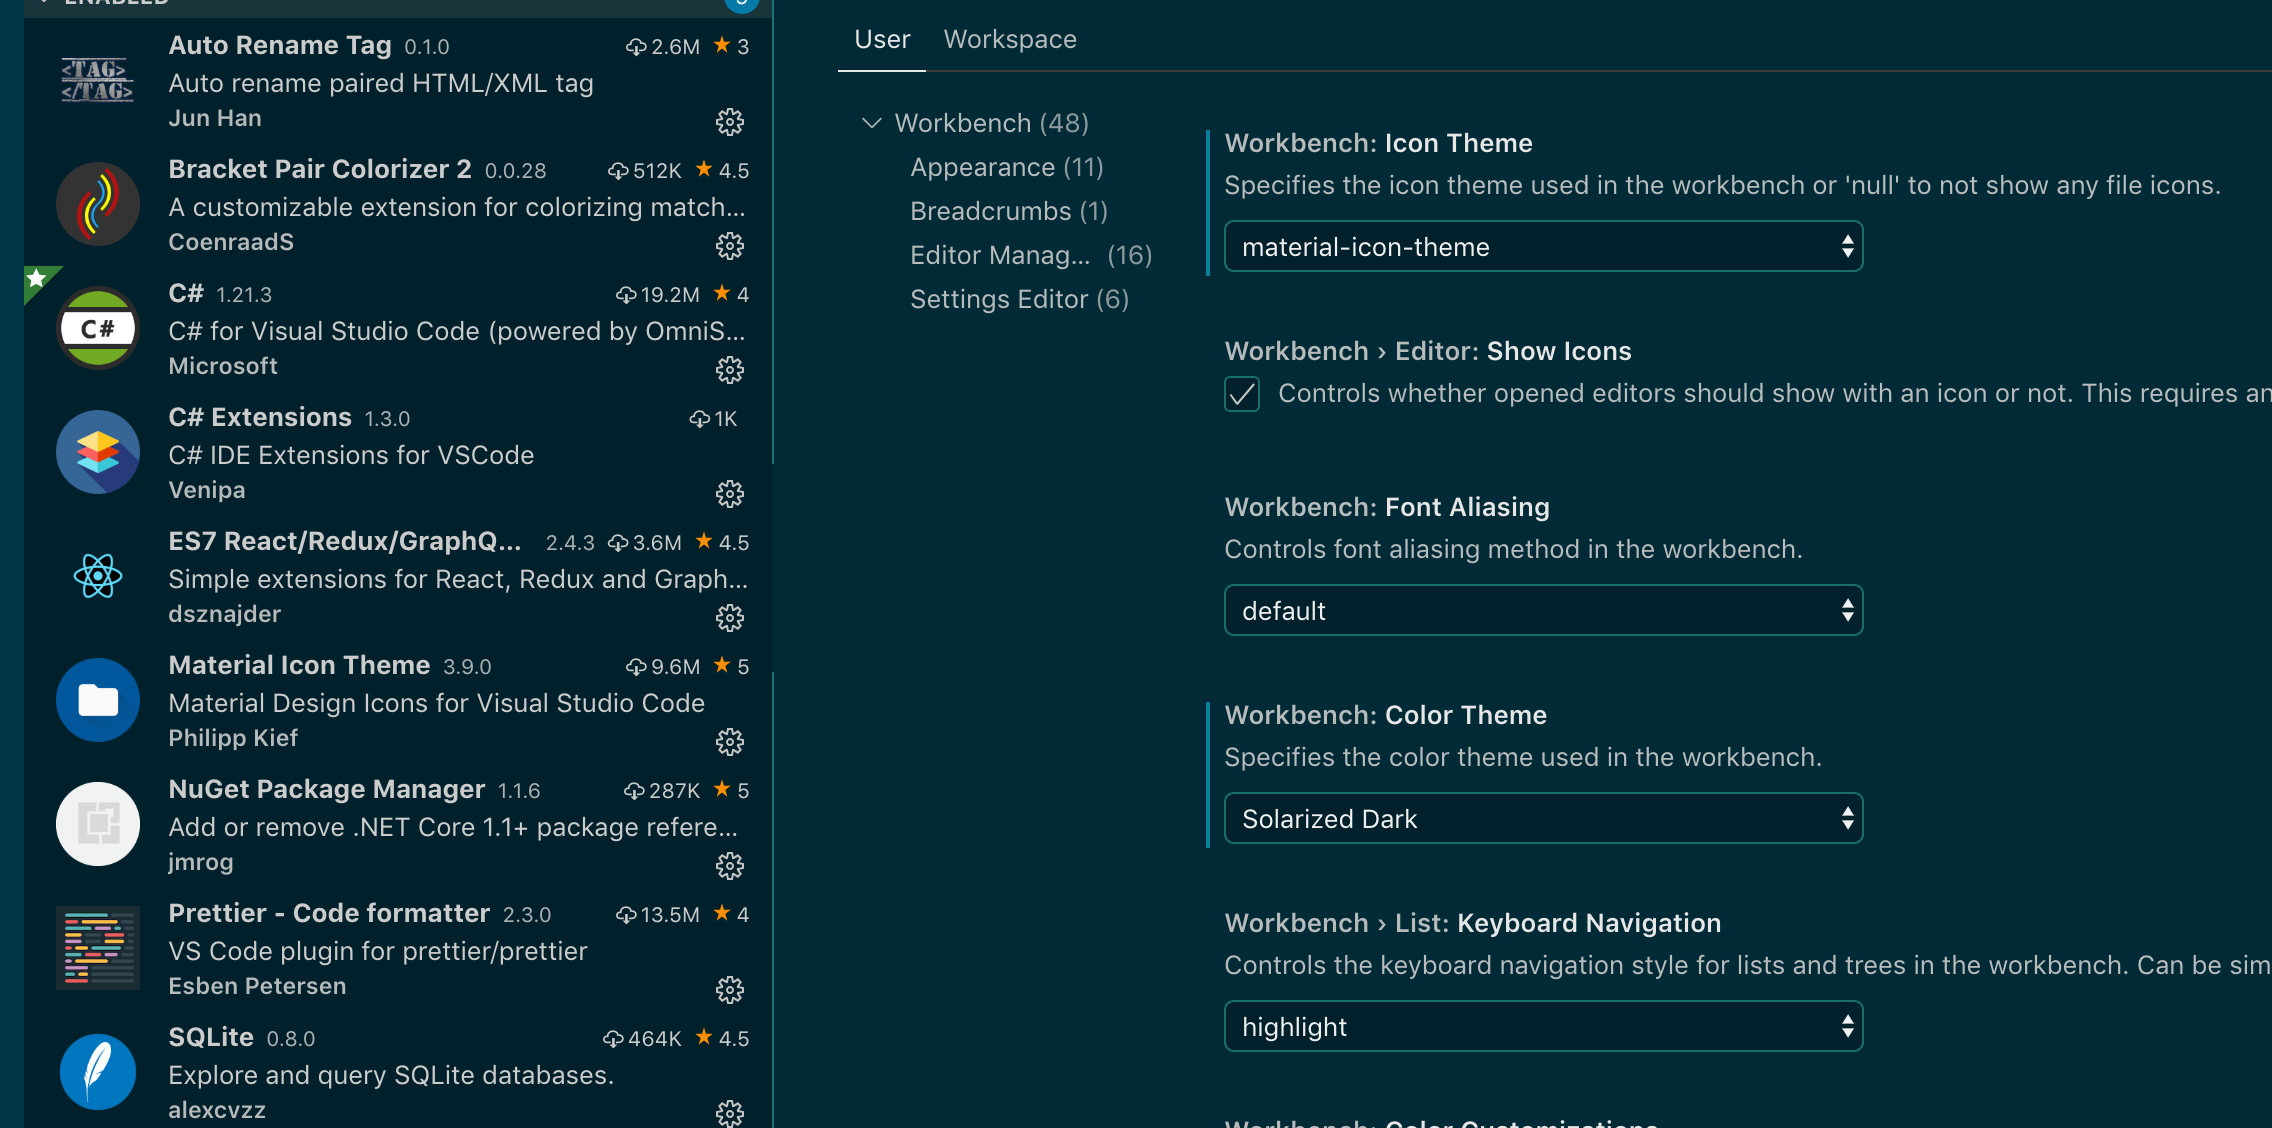 ENABLED
Auto Rename Tag 0.1.0 2.6M ★ 3
Auto rename paired HTML/XML tag
Jun Han
Bracket Pair Colorizer 2 0.0.28 512K ★ 4.5
A customizable extension for colorizing match...
CoenraadS
C# 1.21.3 19.2M ★ 4
C# for Visual Studio Code (powered by OmniS...
Microsoft
C# Extensions 1.3.0 1K
C# IDE Extensions for VSCode
Venipa
ES7 React/Redux/GraphQ... 2.4.3 3.6M ★ 4.5
Simple extensions for React, Redux and Graph...
dsznajder
Material Icon Theme 3.9.0 9.6M ★ 5
Material Design Icons for Visual Studio Code
Philipp Kief
NuGet Package Manager 1.1.6 287K ★ 5
Add or remove .NET Core 1.1+ package refere...
jmrog
Prettier - Code formatter 2.3.0 13.5M ★ 4
VS Code plugin for prettier/prettier
Esben Petersen
SQLite 0.8.0 464K ★ 4.5
Explore and query SQLite databases.
alexcvzz
<TAG>
</TAG>
C#
User Workspace
Workbench (48)
Appearance (11)
Breadcrumbs (1)
Editor Manag... (16)
Settings Editor (6)
Workbench: Icon Theme
Specifies the icon theme used in the workbench or 'null' to not show any file icons.
material-icon-theme
Workbench › Editor: Show Icons
Controls whether opened editors should show with an icon or not. This requires an
Workbench: Font Aliasing
Controls font aliasing method in the workbench.
default
Workbench: Color Theme
Specifies the color theme used in the workbench.
Solarized Dark
Workbench › List: Keyboard Navigation
Controls the keyboard navigation style for lists and trees in the workbench. Can be sim
highlight
Workbench: Color Customizations